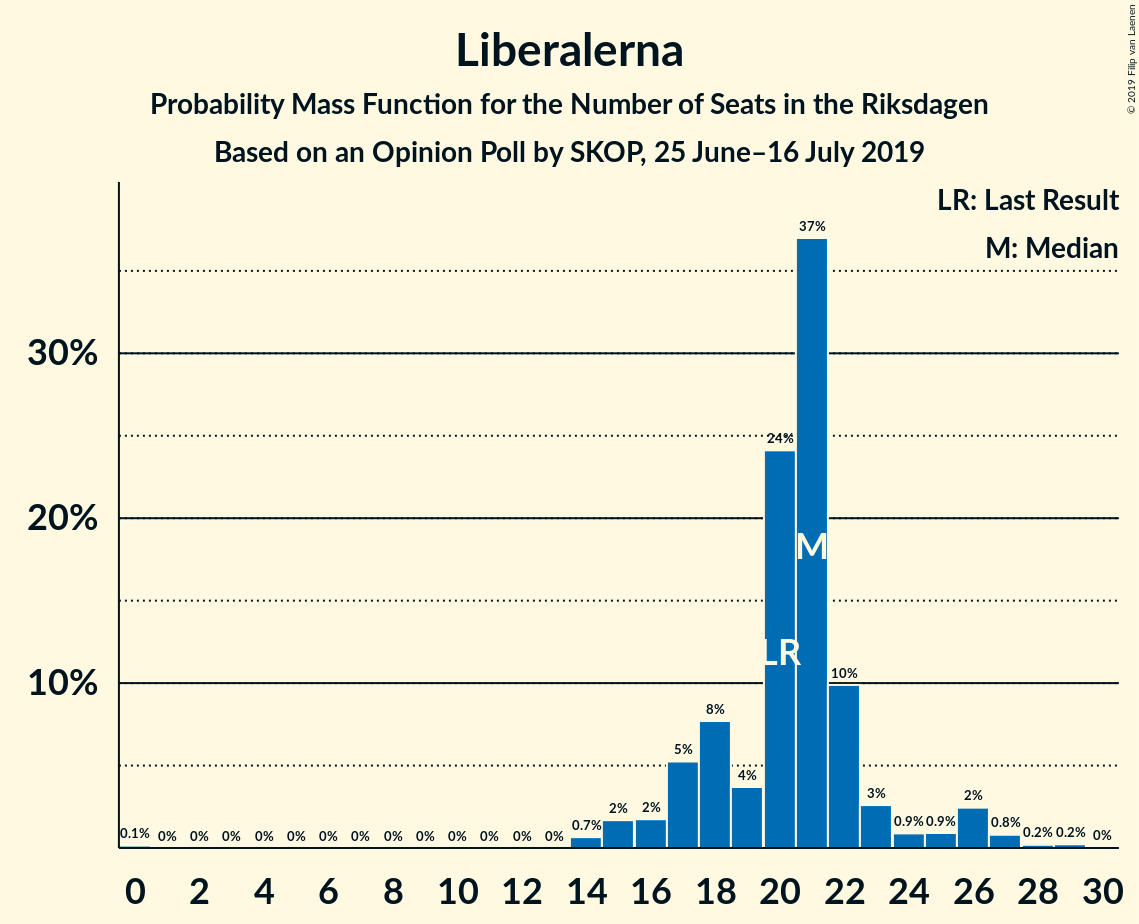 Liberalerna
Probability Mass Function for the Number of Seats in the Riksdagen
Based on an Opinion Poll by SKOP, 25 June–16 July 2019
© 2019 Filip van Laenen
LR: Last Result
M: Median
30%
20%
10%
0.1% 0% 0% 0% 0% 0% 0% 0% 0% 0% 0% 0% 0% 0% 0.7% 2% 2% 5% 8% 4% 24% 37% 10% 3% 0.9% 0.9% 2% 0.8% 0.2% 0.2% 0%
M
LR
0 2 4 6 8 10 12 14 16 18 20 22 24 26 28 30